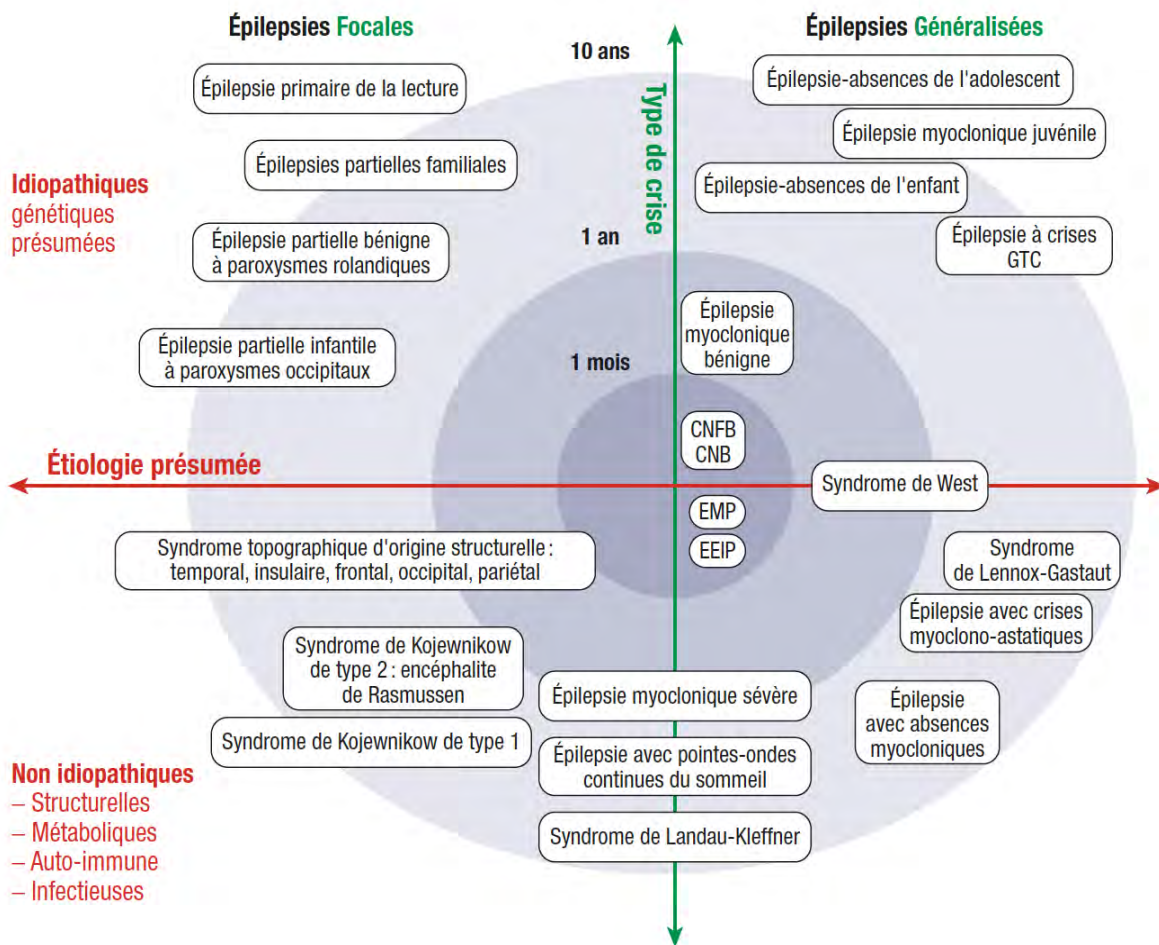 Épilepsies Focales
Épilepsies Généralisées
10 ans
Type de crise
Épilepsie primaire de la lecture
Épilepsie-absences de l'adolescent
Épilepsie myoclonique juvénile
Épilepsies partielles familiales
Épilepsie-absences de l'enfant
Idiopathiques
génétiques
présumées
Épilepsie partielle bénigne
à paroxysmes rolandiques
1 an
Épilepsie à crises
GTC
Épilepsie
myoclonique
bénigne
Épilepsie partielle infantile
à paroxysmes occipitaux
1 mois
CNFB
CNB
Étiologie présumée
Syndrome de West
EMP
EEIP
Syndrome topographique d'origine structurelle :
temporal, insulaire, frontal, occipital, pariétal
Syndrome
de Lennox-Gastaut
Épilepsie avec crises
myoclono-astatiques
Syndrome de Kojewnikow
de type 2 : encéphalite
de Rasmussen
Épilepsie myoclonique sévère
Épilepsie
avec absences
myocloniques
Syndrome de Kojewnikow de type 1
Épilepsie avec pointes-ondes
continues du sommeil
Non idiopathiques
– Structurelles
– Métaboliques
– Auto-immune
– Infectieuses
Syndrome de Landau-Kleffner